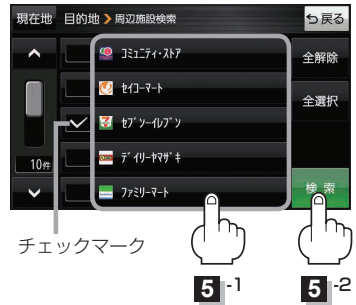 現在地 目的地 ❯ 周辺施設検索 戻る
コミュニティ・ストア 全解除
セイコーマート
全選択
セブン-イレブン
デイリーヤマザキ
10件
ファミリーマート 検索
チェックマーク
5 -1 5 -2